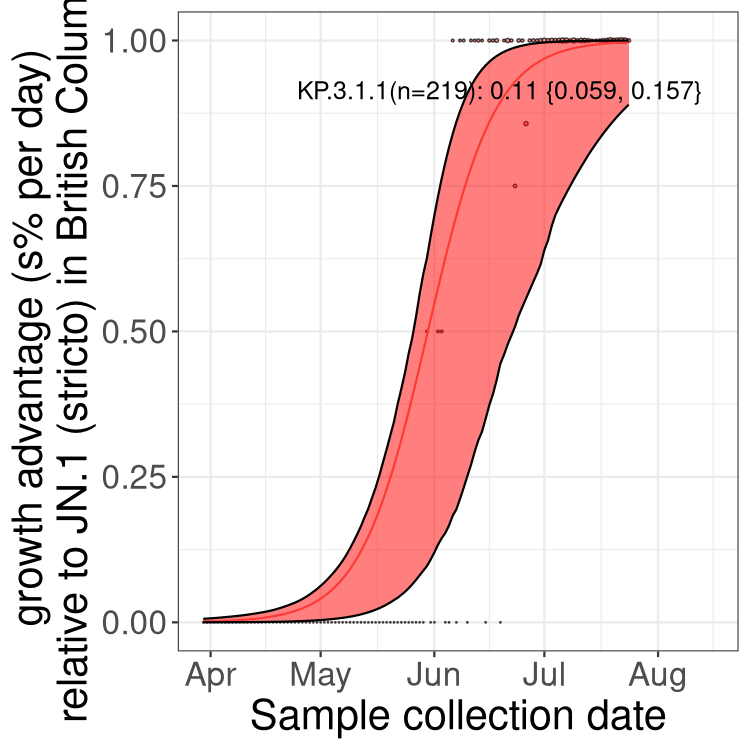 growth advantage (s% per day)
relative to JN.1 (stricto) in British Colum
1.00
0.75
0.50
0.25
0.00
KP.3.1.1(n=219): 0.11 {0.059, 0.157}
Apr May Jun Jul Aug
Sample collection date